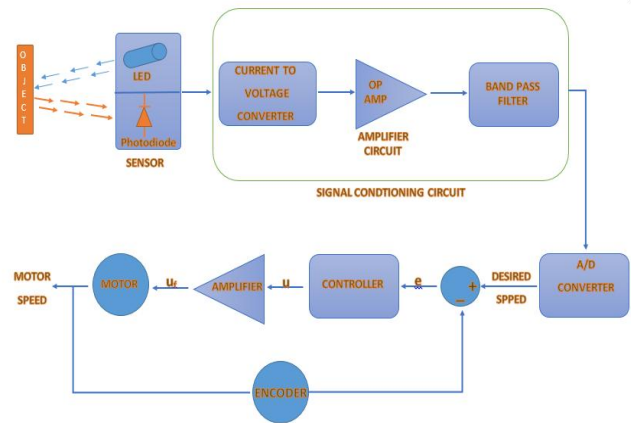 OBJECT
LED
Photodiode
SENSOR
CURRENT TO
VOLTAGE
CONVERTER
OP
AMP
AMPLIFIER
CIRCUIT
BAND PASS
FILTER
SIGNAL CONDTIONING CIRCUIT
MOTOR
SPEED
MOTOR
uf
AMPLIFIER
u
CONTROLLER
e
+
−
DESIRED
SPPED
A/D
CONVERTER
ENCODER